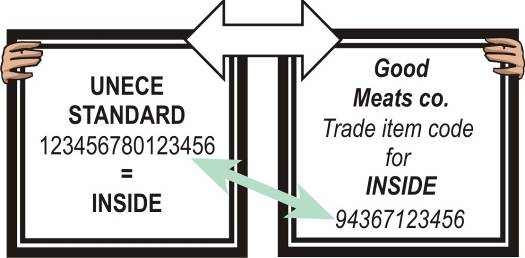 UNECE
STANDARD
123456780123456
=
INSIDE
Good
Meats co.
Trade item code
for
INSIDE
94367123456